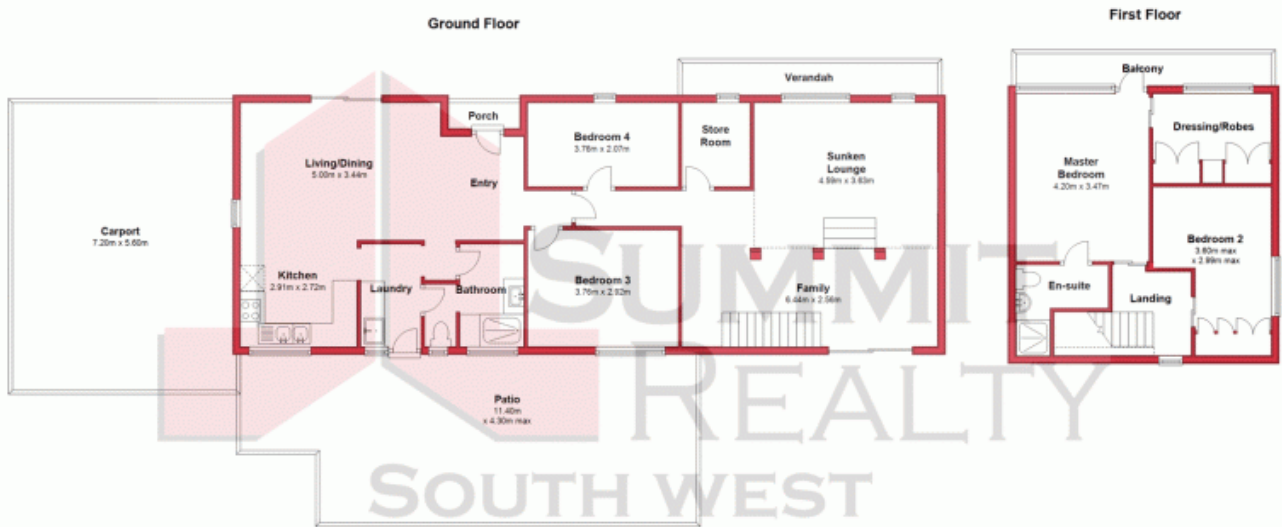 Ground Floor
First Floor
Verandah
Balcony
Porch
Bedroom 4
3.76m x 2.07m
Store
Room
Dressing/Robes
Living/Dining
5.00m x 3.44m
Sunken
Lounge
4.59m x 3.63m
Master
Bedroom
4.20m x 3.47m
Entry
Carport
7.20m x 5.60m
Bedroom 2
3.60m max
x 2.99m max
Kitchen
2.91m x 2.72m
Laundry
Bathroom
Bedroom 3
3.76m x 2.92m
Family
6.44m x 2.56m
En-suite
Landing
Patio
11.40m
x 4.30m max
SUMMIT
REALTY
SOUTH WEST